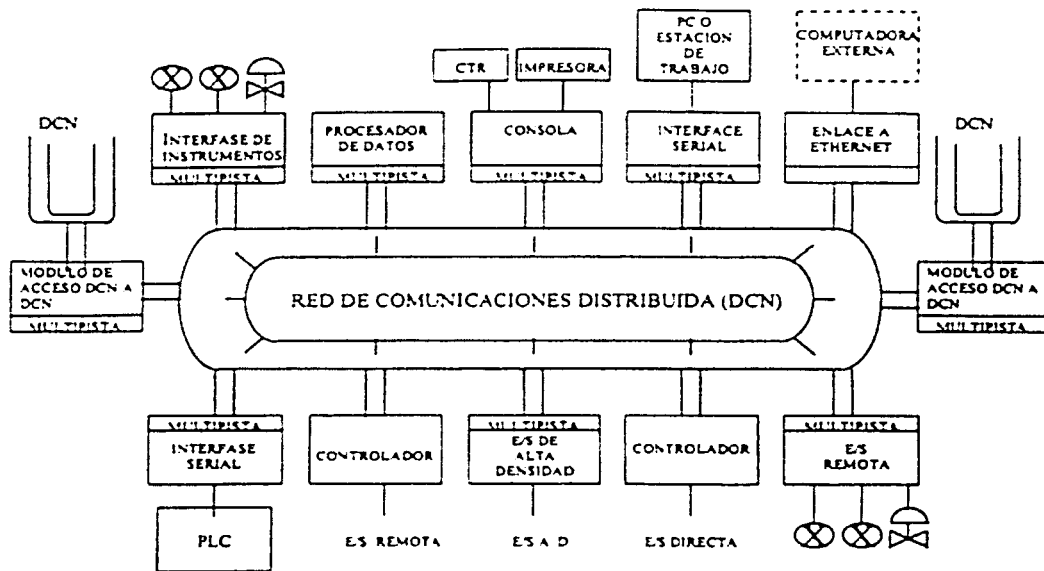 PC O
ESTACION
DE
TRABAJO
COMPUTADORA
EXTERNA
CTR
IMPRESORA
DCN
INTERFASE DE
INSTRUMENTOS
MULTIPISTA
PROCESADOR
DE DATOS
MULTIPISTA
CONSOLA
MULTIPISTA
INTERFACE
SERIAL
MULTIPISTA
ENLACE A
ETHERNET
DCN
MODULO DE
ACCESO DCN A
DCN
MULTIPISTA
RED DE COMUNICACIONES DISTRIBUIDA (DCN)
MODULO DE
ACCESO DCN A
DCN
MULTIPISTA
MULTIPISTA
INTERFASE
SERIAL
CONTROLADOR
MULTIPISTA
E/S DE
ALTA
DENSIDAD
CONTROLADOR
MULTIPISTA
E/S
REMOTA
PLC
E/S REMOTA
E/S A D
E/S DIRECTA